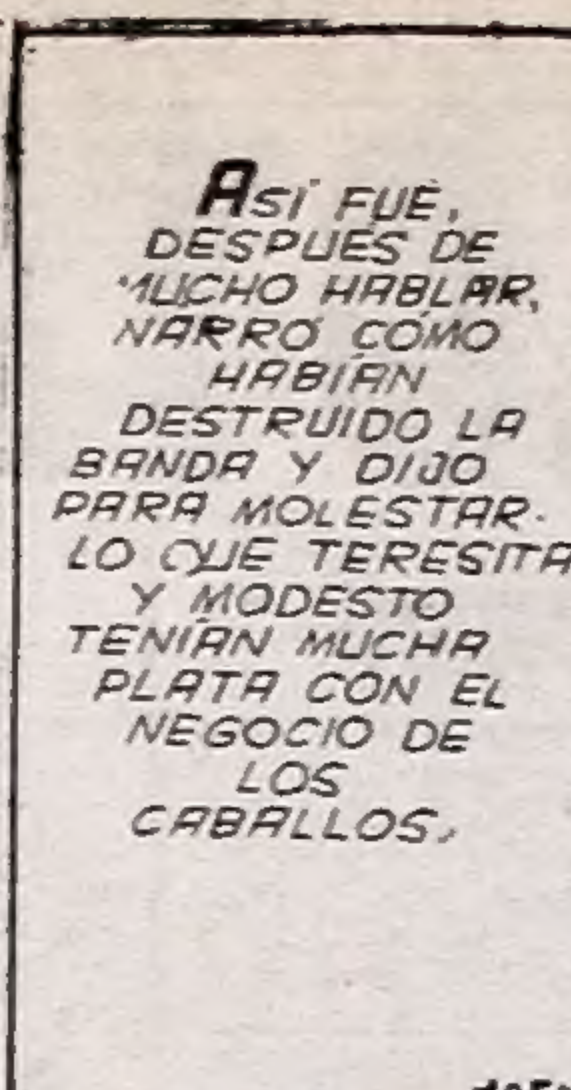 ASÍ FUÉ,
DESPUÉS DE
MUCHO HABLAR,
NARRÓ CÓMO
HABÍAN
DESTRUIDO LA
BANDA Y DIJO
PARA MOLESTAR-
LO QUE TERESITA
Y MODESTO
TENÍAN MUCHA
PLATA CON EL
NEGOCIO DE
LOS
CABALLOS.